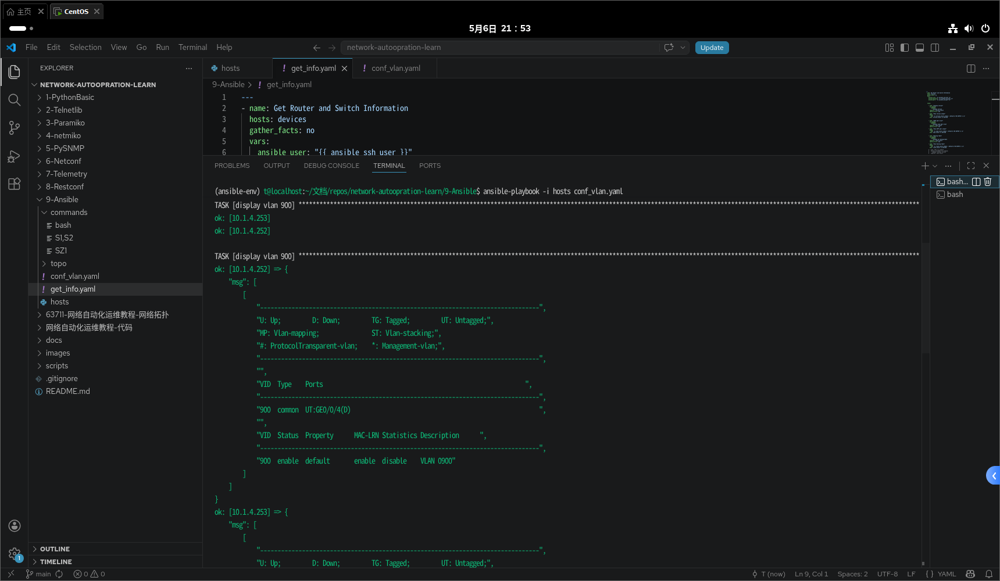 主页
CentOS
5月6日 21：53
File Edit Selection View Go Run Terminal Help
network-autoopration-learn
Update
EXPLORER
NETWORK-AUTOOPRATION-LEARN
1-PythonBasic
2-Telnetlib
3-Paramiko
4-netmiko
5-PySNMP
6-Netconf
7-Telemetry
8-Restconf
9-Ansible
commands
bash
S1,S2
SZ1
topo
conf_vlan.yaml
get_info.yaml
hosts
63711-网络自动化运维教程-网络拓扑
网络自动化运维教程-代码
docs
images
scripts
.gitignore
README.md
OUTLINE
TIMELINE
hosts
get_info.yaml
conf_vlan.yaml
9-Ansible > ! get_info.yaml
1 ---
2 - name: Get Router and Switch Information
3 hosts: devices
4 gather_facts: no
5 vars:
6 ansible_user: "{{ ansible_ssh_user }}"
PROBLEMS OUTPUT DEBUG CONSOLE TERMINAL PORTS
(ansible-env) t@localhost:~/文档/repos/network-autoopration-learn/9-Ansible$ ansible-playbook -i hosts conf_vlan.yaml
TASK [display vlan 900] ****************************************************************
ok: [10.1.4.253]
ok: [10.1.4.252]
TASK [display vlan 900] ****************************************************************
ok: [10.1.4.252] => {
"msg": [
[
"--------------------------------------------------------------------------------",
"U: Up;         D: Down;         TG: Tagged;         UT: Untagged;",
"MP: Vlan-mapping;               ST: Vlan-stacking;",
"#: ProtocolTransparent-vlan;    *: Management-vlan;",
"--------------------------------------------------------------------------------",
"",
"VID  Type    Ports                                                          ",
"--------------------------------------------------------------------------------",
"900  common  UT:GE0/0/4(D)                                                      ",
"",
"VID  Status  Property      MAC-LRN Statistics Description      ",
"--------------------------------------------------------------------------------",
"900  enable  default       enable  disable    VLAN 0900"
]
]
}
ok: [10.1.4.253] => {
"msg": [
[
"--------------------------------------------------------------------------------",
"U: Up;         D: Down;         TG: Tagged;         UT: Untagged;",
bash...
bash
1
main
0 0
T (now)
Ln 9, Col 1
Spaces: 2
UTF-8
LF
{ } YAML